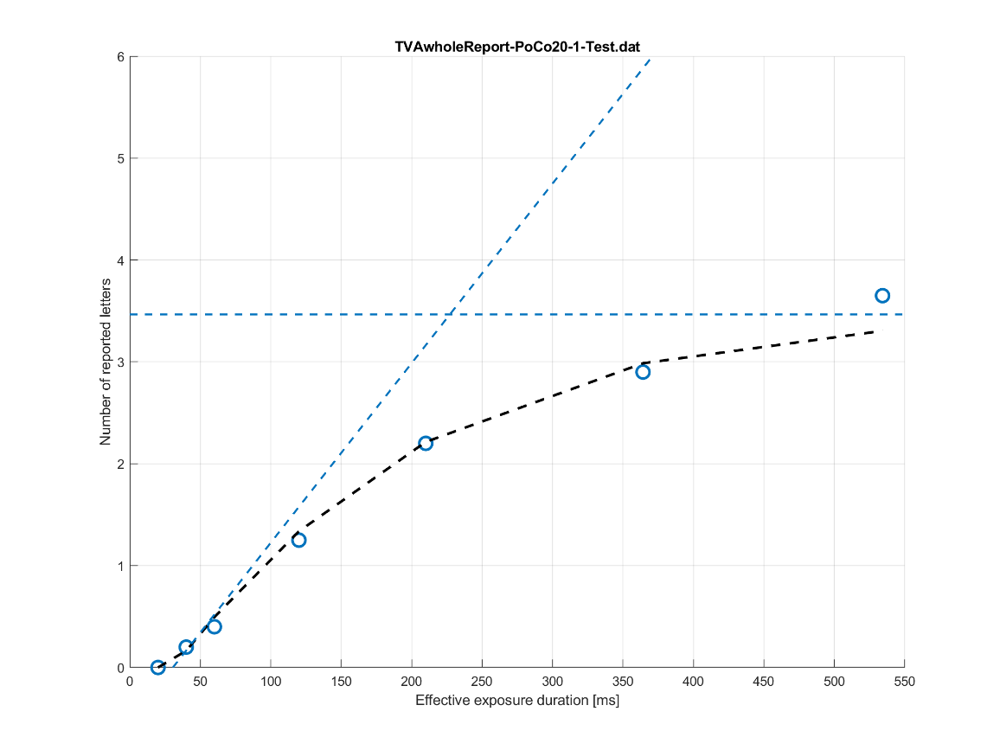 TVAwholeReport-PoCo20-1-Test.dat
6
5
4
3
2
1
0
Number of reported letters
0 50 100 150 200 250 300 350 400 450 500 550
Effective exposure duration [ms]